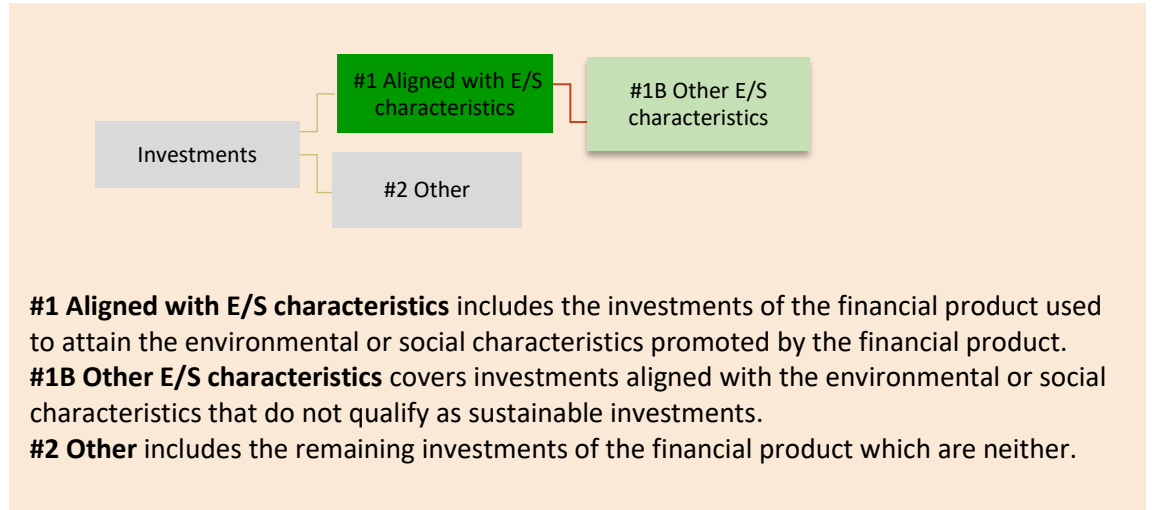 #1 Aligned with E/S
characteristics
#1B Other E/S
characteristics
Investments
#2 Other
#1 Aligned with E/S characteristics includes the investments of the financial product used
to attain the environmental or social characteristics promoted by the financial product.
#1B Other E/S characteristics covers investments aligned with the environmental or social
characteristics that do not qualify as sustainable investments.
#2 Other includes the remaining investments of the financial product which are neither.